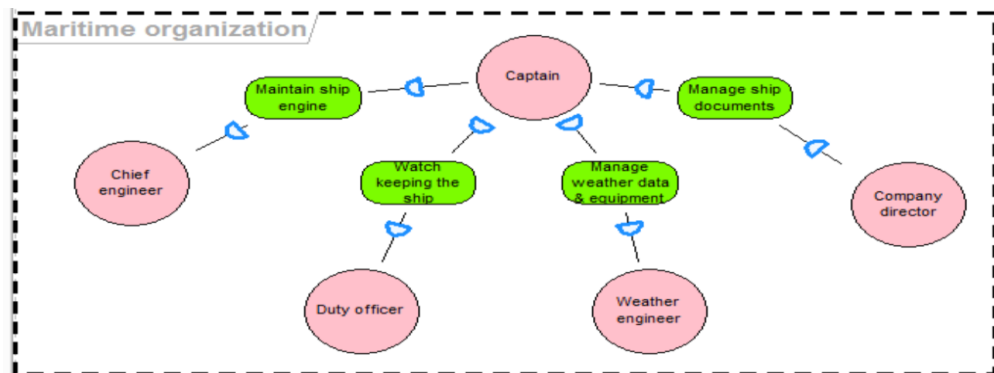 Maritime organization
Captain
Maintain ship
engine
Manage ship
documents
Chief
engineer
Watch
keeping the
ship
Manage
weather data
& equipment
Company
director
Duty officer
Weather
engineer